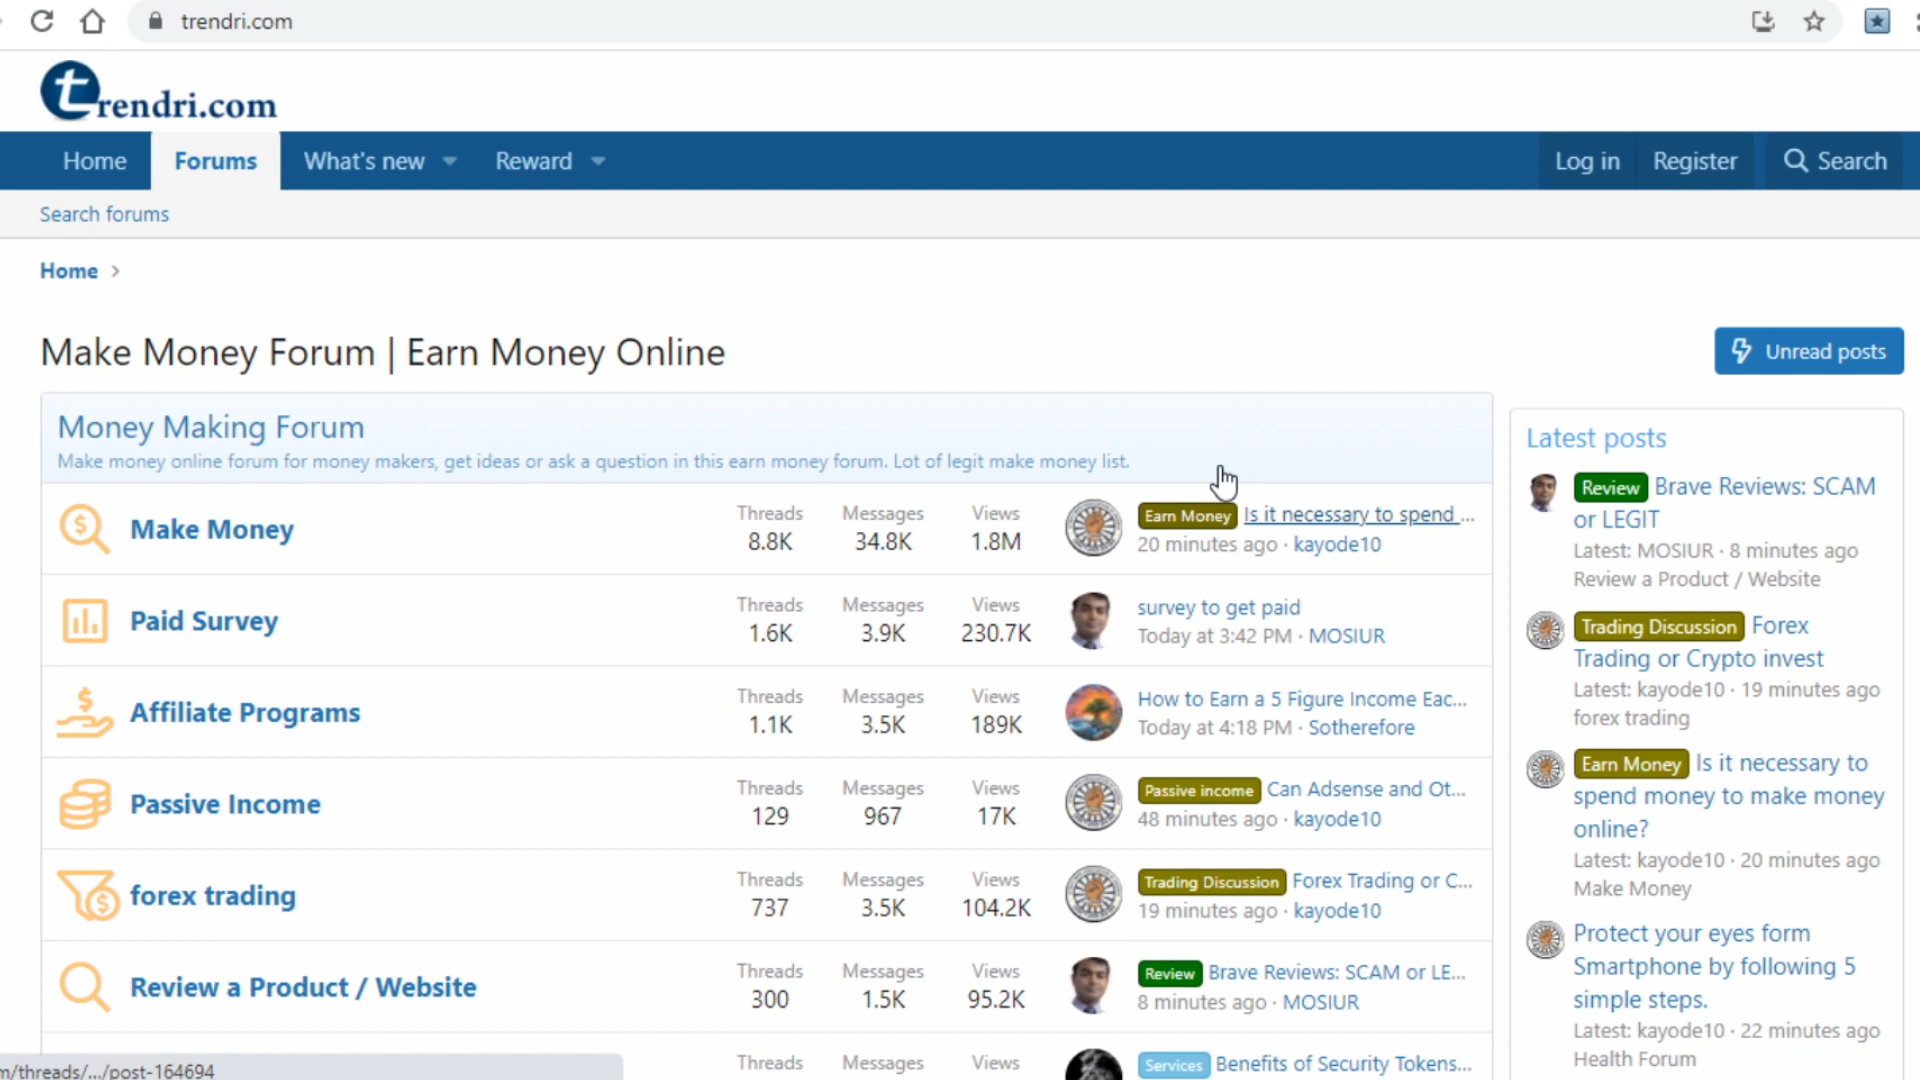 trendri.com
trendri.com
Home Forums What's new Reward Log in Register Search
Search forums
Home
Make Money Forum | Earn Money Online
Unread posts
Money Making Forum
Make money online forum for money makers, get ideas or ask a question in this earn money forum. Lot of legit make money list.
Make Money
Threads Messages Views
8.8K 34.8K 1.8M
Earn Money Is it necessary to spend ...
20 minutes ago · kayode10
Paid Survey
Threads Messages Views
1.6K 3.9K 230.7K
survey to get paid
Today at 3:42 PM · MOSIUR
Affiliate Programs
Threads Messages Views
1.1K 3.5K 189K
How to Earn a 5 Figure Income Eac...
Today at 4:18 PM · Sotherefore
Passive Income
Threads Messages Views
129 967 17K
Passive income Can Adsense and Ot...
48 minutes ago · kayode10
forex trading
Threads Messages Views
737 3.5K 104.2K
Trading Discussion Forex Trading or C...
19 minutes ago · kayode10
Review a Product / Website
Threads Messages Views
300 1.5K 95.2K
Review Brave Reviews: SCAM or LE...
8 minutes ago · MOSIUR
Threads Messages Views
Services Benefits of Security Tokens...
m/threads/.../post-164694
Latest posts
Review Brave Reviews: SCAM
or LEGIT
Latest: MOSIUR · 8 minutes ago
Review a Product / Website
Trading Discussion Forex
Trading or Crypto invest
Latest: kayode10 · 19 minutes ago
forex trading
Earn Money Is it necessary to
spend money to make money
online?
Latest: kayode10 · 20 minutes ago
Make Money
Protect your eyes form
Smartphone by following 5
simple steps.
Latest: kayode10 · 22 minutes ago
Health Forum